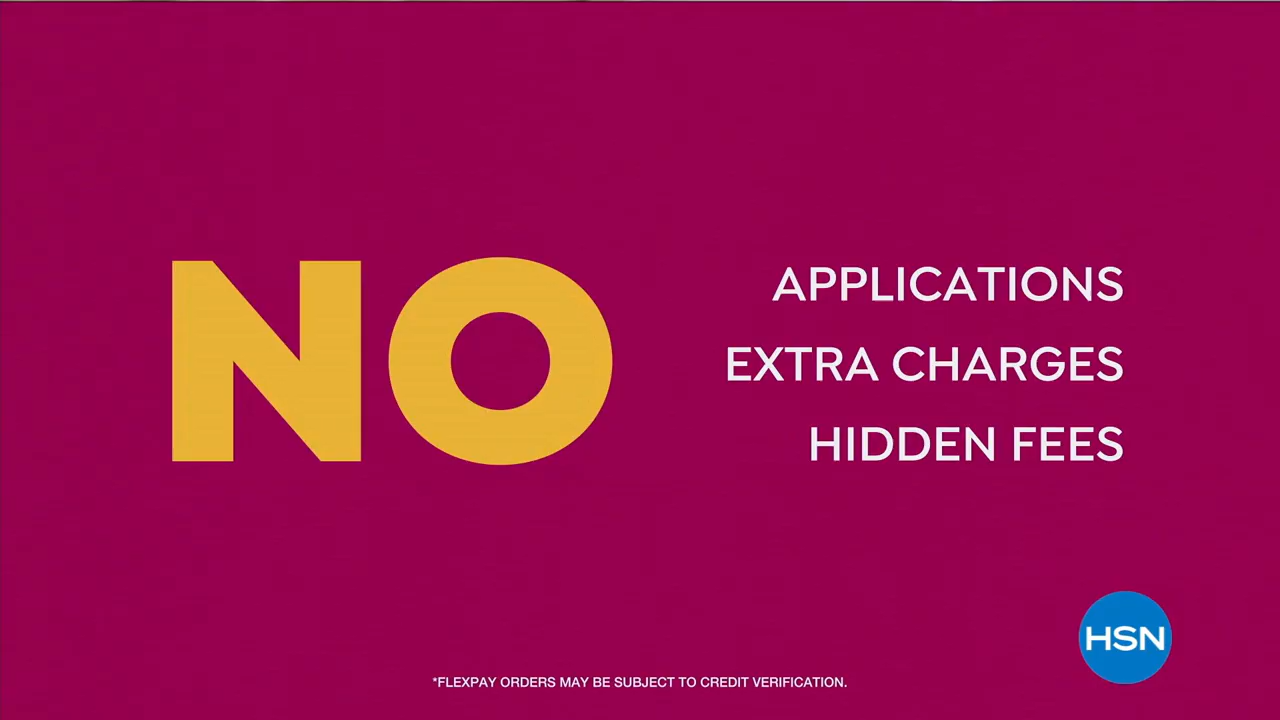 NO
APPLICATIONS
EXTRA CHARGES
HIDDEN FEES
HSN
*FLEXPAY ORDERS MAY BE SUBJECT TO CREDIT VERIFICATION.